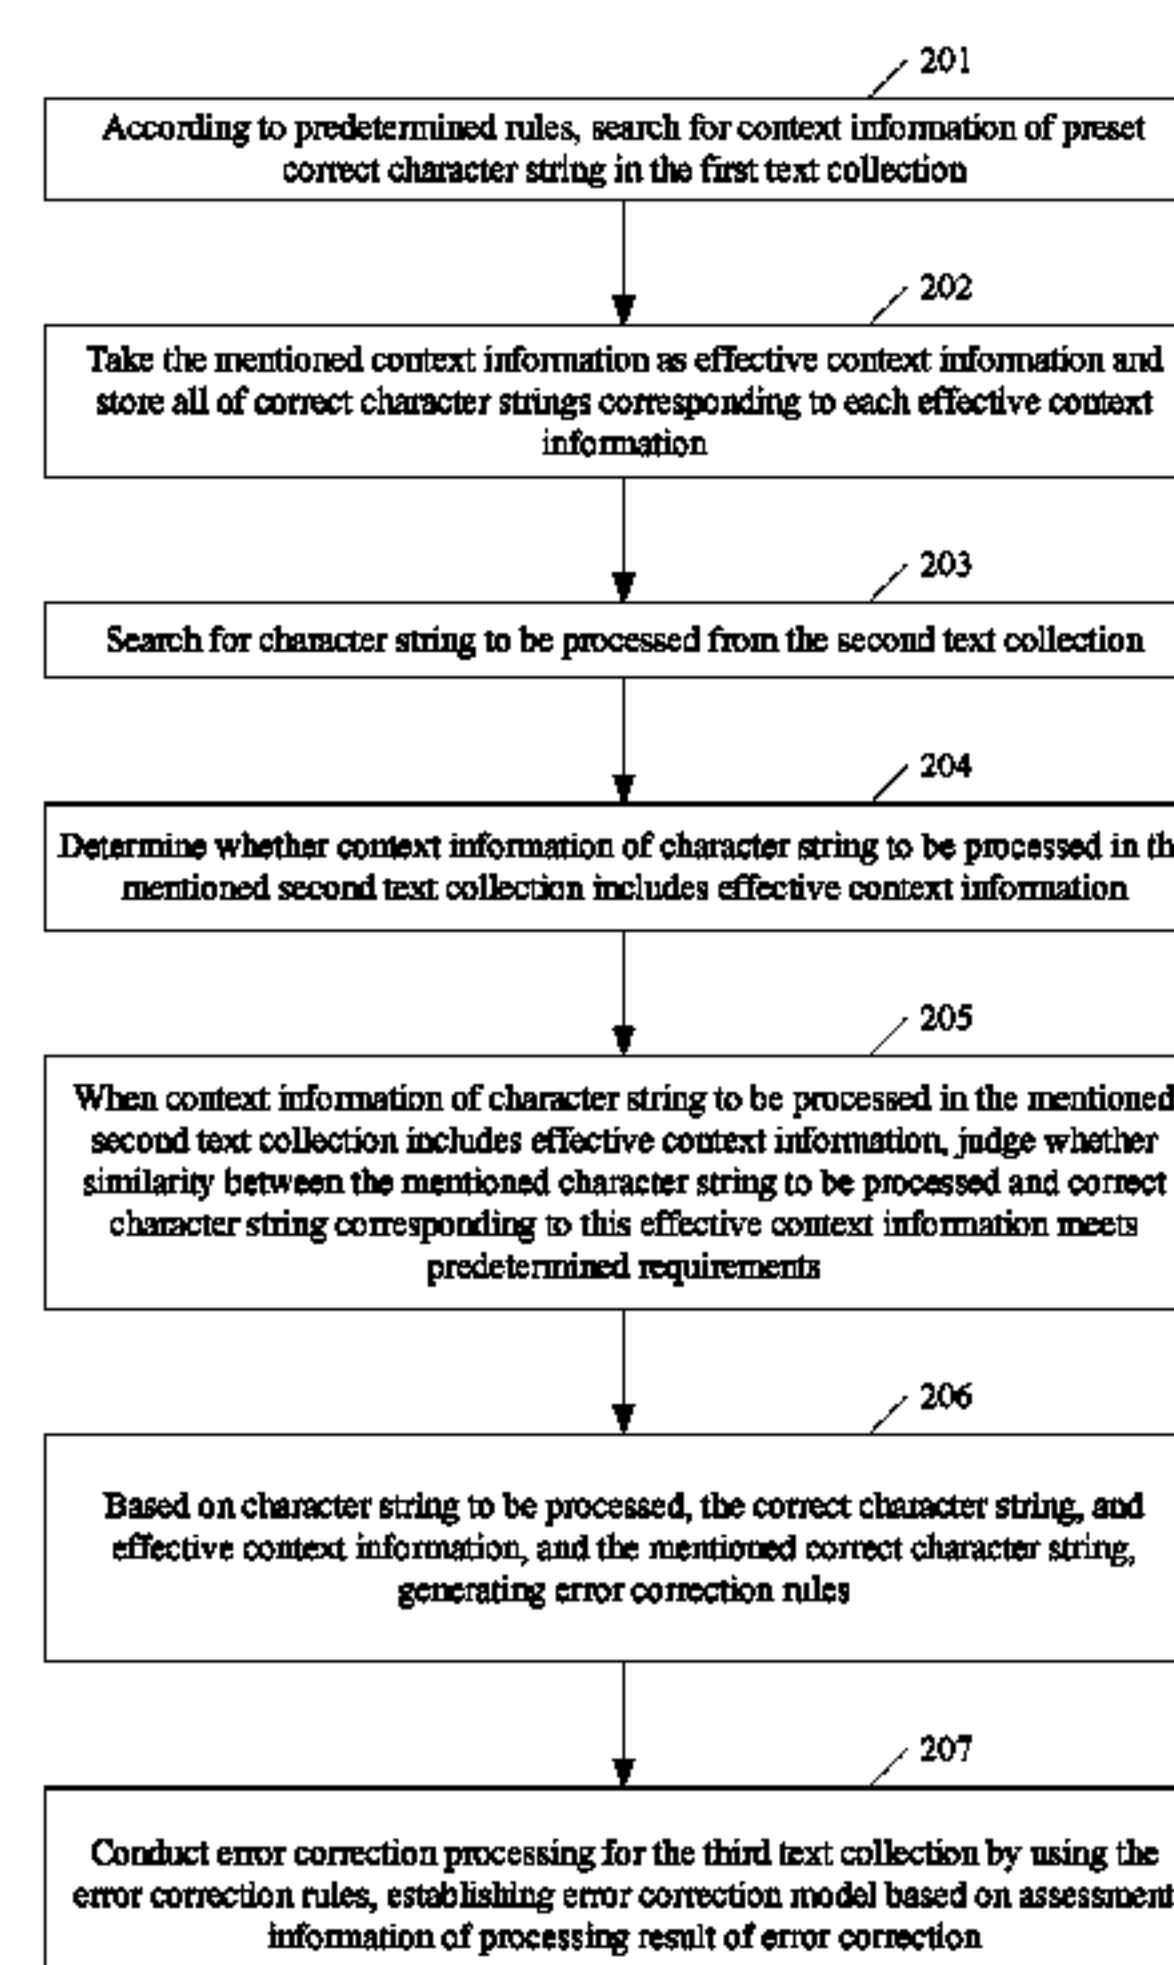 201
According to predetermined rules, search for context information of preset
correct character string in the first text collection
202
Take the mentioned context information as effective context information and
store all of correct character strings corresponding to each effective context
information
203
Search for character string to be processed from the second text collection
204
Determine whether context information of character string to be processed in th
mentioned second text collection includes effective context information
205
When context information of character string to be processed in the mentioned
second text collection includes effective context information, judge whether
similarity between the mentioned character string to be processed and correct
character string corresponding to this effective context information meets
predetermined requirements
206
Based on character string to be processed, the correct character string, and
effective context information, and the mentioned correct character string,
generating error correction rules
207
Conduct error correction processing for the third text collection by using the
error correction rules, establishing error correction model based on assessment
information of processing result of error correction